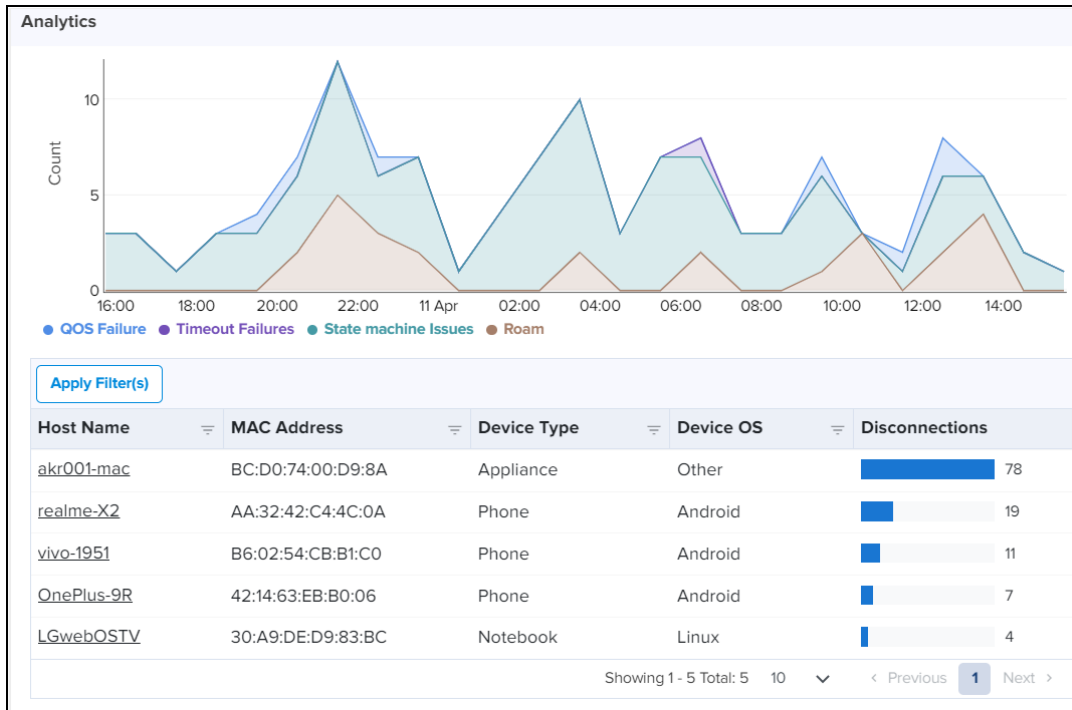 Analytics
Count
10
5
0
16:00 18:00 20:00 22:00 11 Apr 02:00 04:00 06:00 08:00 10:00 12:00 14:00
QOS Failure Timeout Failures State machine Issues Roam
Apply Filter(s)
Host Name MAC Address Device Type Device OS Disconnections
akr001-mac BC:D0:74:00:D9:8A Appliance Other 78
realme-X2 AA:32:42:C4:4C:0A Phone Android 19
vivo-1951 B6:02:54:CB:B1:C0 Phone Android 11
OnePlus-9R 42:14:63:EB:B0:06 Phone Android 7
LGwebOSTV 30:A9:DE:D9:83:BC Notebook Linux 4
Showing 1 - 5 Total: 5 10 < Previous 1 Next >